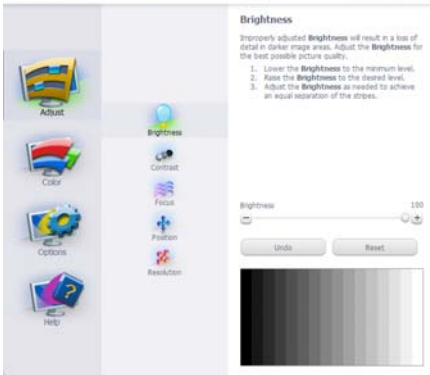 Adjust
Color
Options
Help
Brightness
Contrast
Focus
Position
Resolution
Brightness
Improperly adjusted Brightness will result in a loss of
detail in darker image areas. Adjust the Brightness for
the best possible picture quality.
1. Lower the Brightness to the minimum level.
2. Raise the Brightness to the desired level.
3. Adjust the Brightness as needed to achieve
an equal separation of the stripes.
Brightness 100
Undo Reset